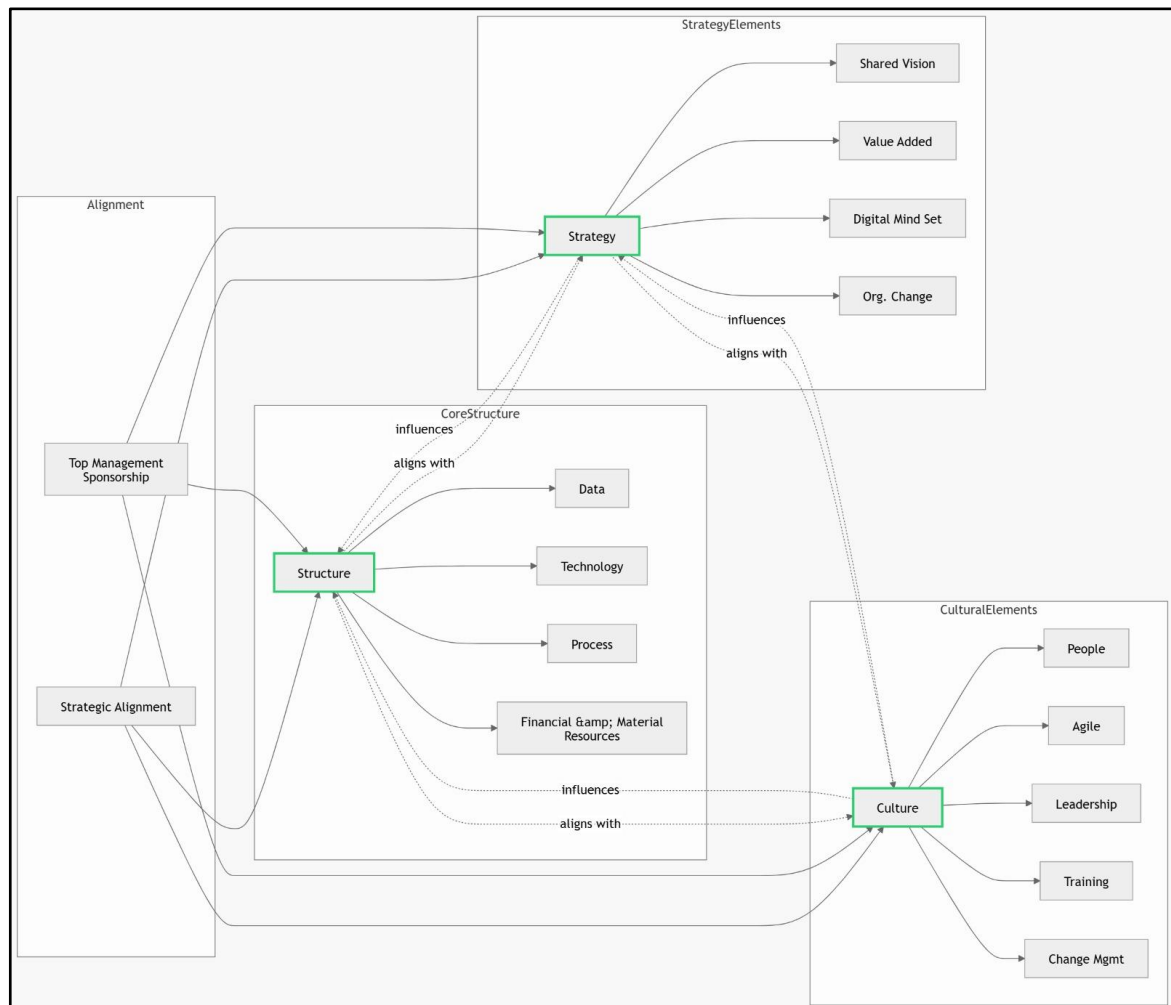 StrategyElements
Shared Vision
Value Added
Digital Mind Set
Org. Change
Strategy
influences
aligns with
Alignment
Top Management
Sponsorship
Strategic Alignment
CoreStructure
influences
aligns with
Data
Technology
Process
Financial &amp; Material
Resources
Structure
influences
aligns with
CulturalElements
People
Agile
Leadership
Training
Change Mgmt
Culture